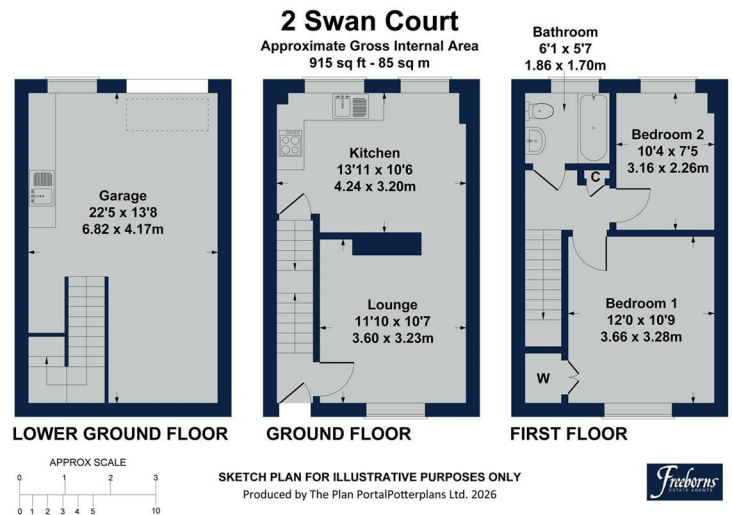 2 Swan Court
Approximate Gross Internal Area
915 sq ft - 85 sq m
Garage
22'5 x 13'8
6.82 x 4.17m
LOWER GROUND FLOOR
Kitchen
13'11 x 10'6
4.24 x 3.20m
Lounge
11'10 x 10'7
3.60 x 3.23m
GROUND FLOOR
Bathroom
6'1 x 5'7
1.86 x 1.70m
Bedroom 2
10'4 x 7'5
3.16 x 2.26m
C
Bedroom 1
12'0 x 10'9
3.66 x 3.28m
W
FIRST FLOOR
APPROX SCALE
0 1 2 3
0 1 2 3 4 5 10
SKETCH PLAN FOR ILLUSTRATIVE PURPOSES ONLY
Produced by The Plan PortalPotterplans Ltd. 2026
Freeborns
ESTATE AGENTS